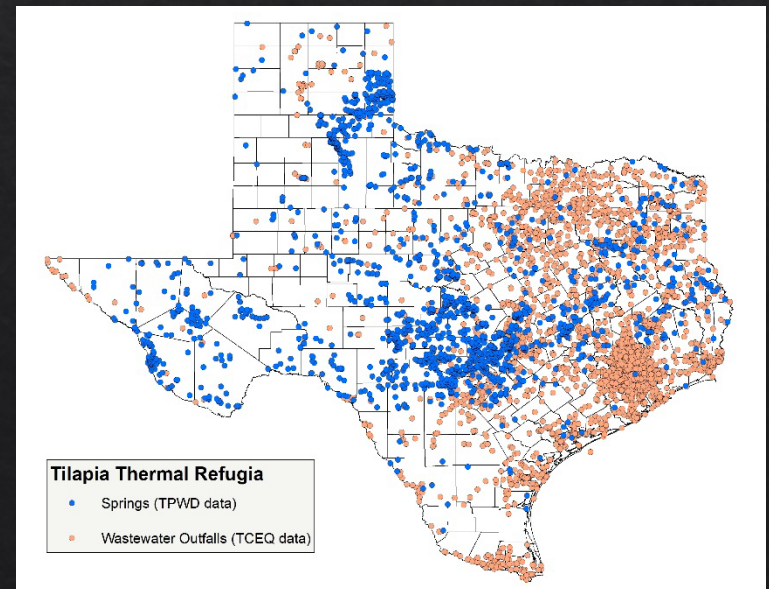 Tilapia Thermal Refugia
Springs (TPWD data)
Wastewater Outfalls (TCEQ data)